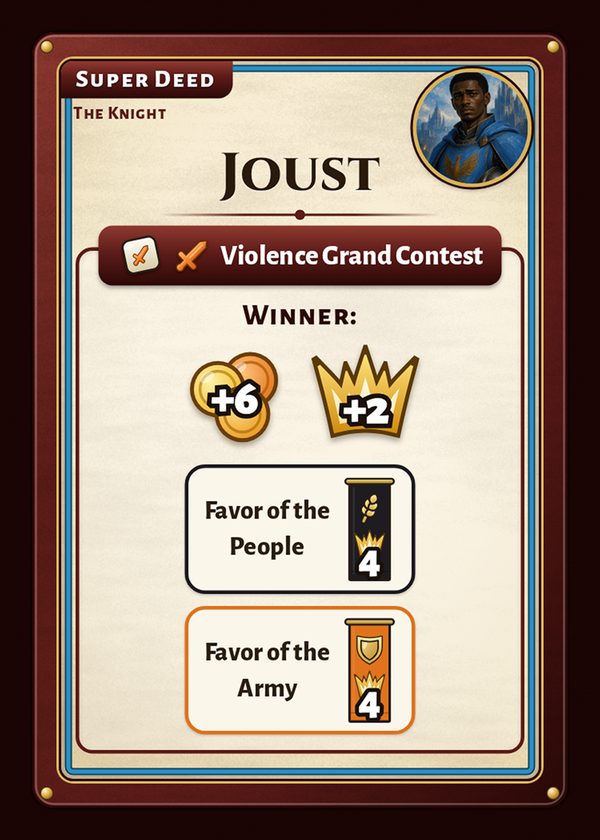 Super Deed
The Knight
Joust
Violence Grand Contest
Winner:
+6 +2
Favor of the
People
4
Favor of the
Army
4